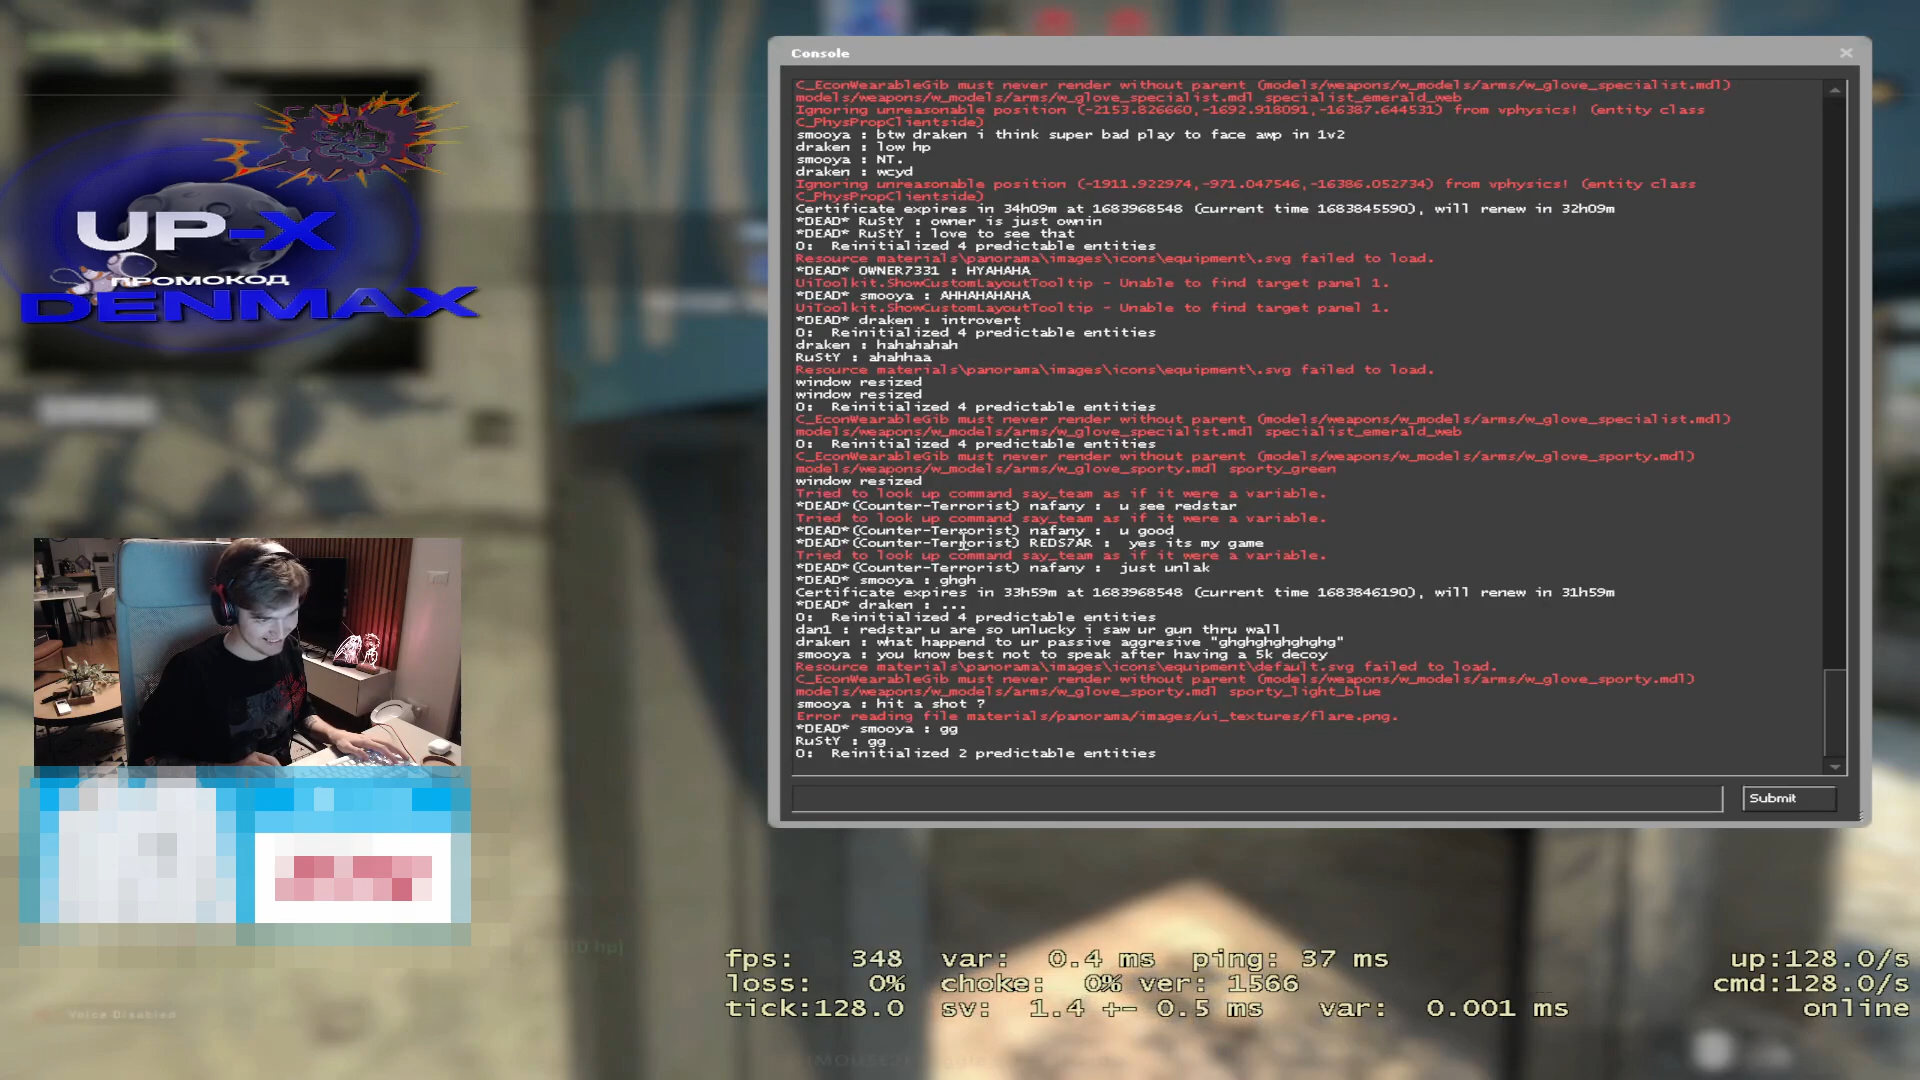 UP-X
ПРОМОКОД
DENMAX
Console
C_EconWearableGib must never render without parent (models/weapons/w_models/arms/w_glove_specialist.mdl)
models/weapons/w_models/arms/w_glove_specialist.mdl specialist_emerald_web
Ignoring unreasonable position (-2153.826660,-1692.918091,-16387.644531) from vphysics! (entity class
C_PhysPropClientside)
smooya : btw draken i think super bad play to face awp in 1v2
draken : low hp
smooya : NT.
draken : wcyd
Ignoring unreasonable position (-1911.922974,-971.047546,-16386.052734) from vphysics! (entity class
C_PhysPropClientside)
Certificate expires in 34h09m at 1683968548 (current time 1683845590), will renew in 32h09m
*DEAD* RuStY : owner is just ownin
*DEAD* RuStY : love to see that
0:  Reinitialized 4 predictable entities
Resource materials\panorama\images\icons\equipment\.svg failed to load.
*DEAD* OWNER7331 : HYAHAHA
UiToolkit.ShowCustomLayoutTooltip - Unable to find target panel 1.
*DEAD* smooya : AHHAHAHAHA
UiToolkit.ShowCustomLayoutTooltip - Unable to find target panel 1.
*DEAD* draken : introvert
0:  Reinitialized 4 predictable entities
draken : hahahahah
RuStY : ahahhaa
Resource materials\panorama\images\icons\equipment\.svg failed to load.
window resized
window resized
0:  Reinitialized 4 predictable entities
C_EconWearableGib must never render without parent (models/weapons/w_models/arms/w_glove_specialist.mdl)
models/weapons/w_models/arms/w_glove_specialist.mdl specialist_emerald_web
0:  Reinitialized 4 predictable entities
C_EconWearableGib must never render without parent (models/weapons/w_models/arms/w_glove_sporty.mdl)
models/weapons/w_models/arms/w_glove_sporty.mdl sporty_green
window resized
Tried to look up command say_team as if it were a variable.
*DEAD*(Counter-Terrorist) nafany :  u see redstar
Tried to look up command say_team as if it were a variable.
*DEAD*(Counter-Terrorist) nafany :  u good
*DEAD*(Counter-Terrorist) REDS7AR :  yes its my game
Tried to look up command say_team as if it were a variable.
*DEAD*(Counter-Terrorist) nafany :  just unlak
*DEAD* smooya : ghgh
Certificate expires in 33h59m at 1683968548 (current time 1683846190), will renew in 31h59m
*DEAD* draken : ...
0:  Reinitialized 4 predictable entities
dan1 : redstar u are so unlucky i saw ur gun thru wall
draken : what happend to ur passive aggresive "ghghghghghghg"
smooya : you know best not to speak after having a 5k decoy
Resource materials\panorama\images\icons\equipment\default.svg failed to load.
C_EconWearableGib must never render without parent (models/weapons/w_models/arms/w_glove_sporty.mdl)
models/weapons/w_models/arms/w_glove_sporty.mdl sporty_light_blue
smooya : hit a shot ?
Error reading file materials/panorama/images/ui_textures/flare.png.
*DEAD* smooya : gg
RuStY : gg
0:  Reinitialized 2 predictable entities
Submit
fps: 348 var: 0.4 ms ping: 37 ms
loss: 0% choke: 0% ver: 1566
tick:128.0 sv: 1.4 +- 0.5 ms var: 0.001 ms
up:128.0/s
cmd:128.0/s
online
Voice Disabled